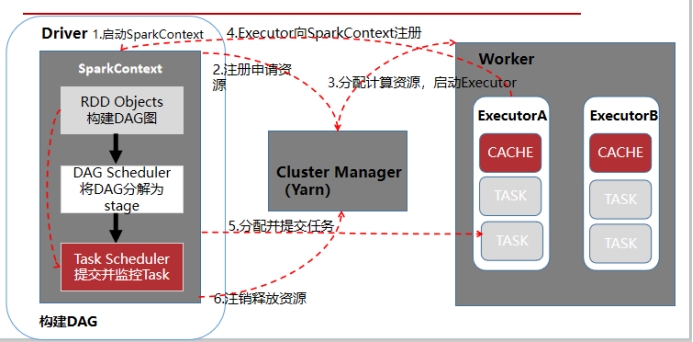 Driver 1.启动SparkContext
4.Executor向SparkContext注册
SparkContext
2.注册申请资
源
3.分配计算资源，启动Executor
Worker
RDD Objects
构建DAG图
DAG Scheduler
将DAG分解为
stage
Task Scheduler
提交并监控Task
Cluster Manager
（Yarn）
ExecutorA
CACHE
TASK
TASK
ExecutorB
CACHE
TASK
TASK
5.分配并提交任务
6.注销释放资源
构建DAG